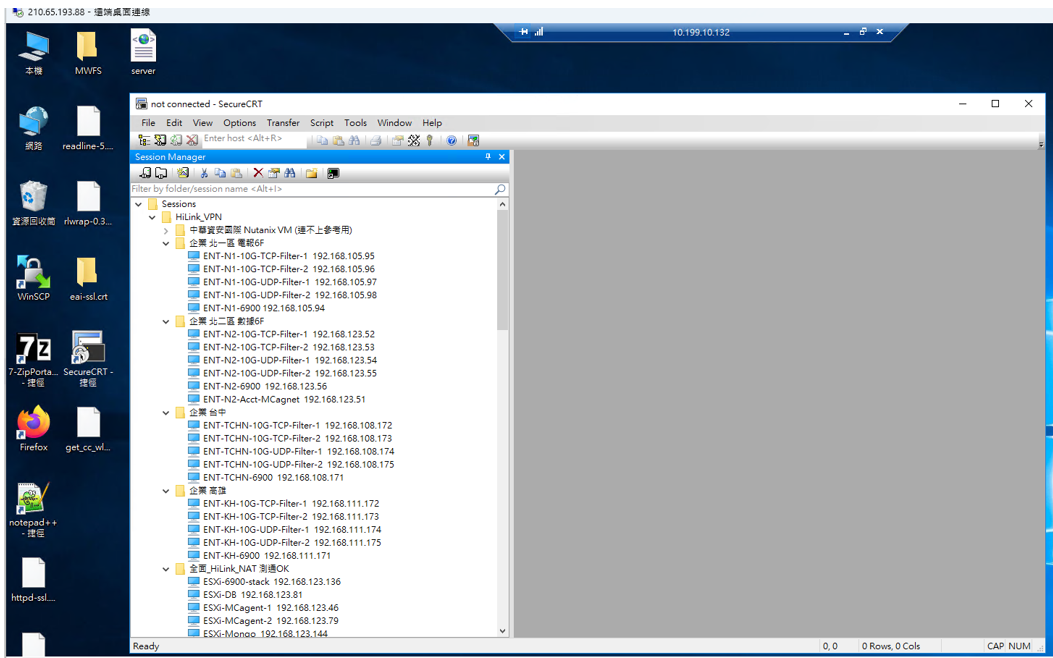 210.65.193.88 - 遠端桌面連線
10.199.10.132
本機
MWFS
server
網路
readline-5....
資源回收筒
rlwrap-0.3...
WinSCP
eai-ssl.crt
7-ZipPorta... - 捷徑
SecureCRT - 捷徑
Firefox
get_cc_wl...
notepad++ - 捷徑
httpd-ssl....
not connected - SecureCRT
File Edit View Options Transfer Script Tools Window Help
Enter host <Alt+R>
Session Manager
Filter by folder/session name <Alt+I>
Sessions
HiLink_VPN
中華資安國際 Nutanix VM (連不上參考用)
企業 北一區 電報6F
ENT-N1-10G-TCP-Filter-1 192.168.105.95
ENT-N1-10G-TCP-Filter-2 192.168.105.96
ENT-N1-10G-UDP-Filter-1 192.168.105.97
ENT-N1-10G-UDP-Filter-2 192.168.105.98
ENT-N1-6900 192.168.105.94
企業 北二區 數據6F
ENT-N2-10G-TCP-Filter-1 192.168.123.52
ENT-N2-10G-TCP-Filter-2 192.168.123.53
ENT-N2-10G-UDP-Filter-1 192.168.123.54
ENT-N2-10G-UDP-Filter-2 192.168.123.55
ENT-N2-6900 192.168.123.56
ENT-N2-Acct-MCagnet 192.168.123.51
企業 台中
ENT-TCHN-10G-TCP-Filter-1 192.168.108.172
ENT-TCHN-10G-TCP-Filter-2 192.168.108.173
ENT-TCHN-10G-UDP-Filter-1 192.168.108.174
ENT-TCHN-10G-UDP-Filter-2 192.168.108.175
ENT-TCHN-6900 192.168.108.171
企業 高雄
ENT-KH-10G-TCP-Filter-1 192.168.111.172
ENT-KH-10G-TCP-Filter-2 192.168.111.173
ENT-KH-10G-UDP-Filter-1 192.168.111.174
ENT-KH-10G-UDP-Filter-2 192.168.111.175
ENT-KH-6900 192.168.111.171
全面_HiLink_NAT 測通OK
ESXi-6900-stack 192.168.123.136
ESXi-DB 192.168.123.81
ESXi-MCagent-1 192.168.123.46
ESXi-MCagent-2 192.168.123.79
ESXi-Mongo 192.168.123.144
Ready
0, 0
0 Rows, 0 Cols
CAP NUM